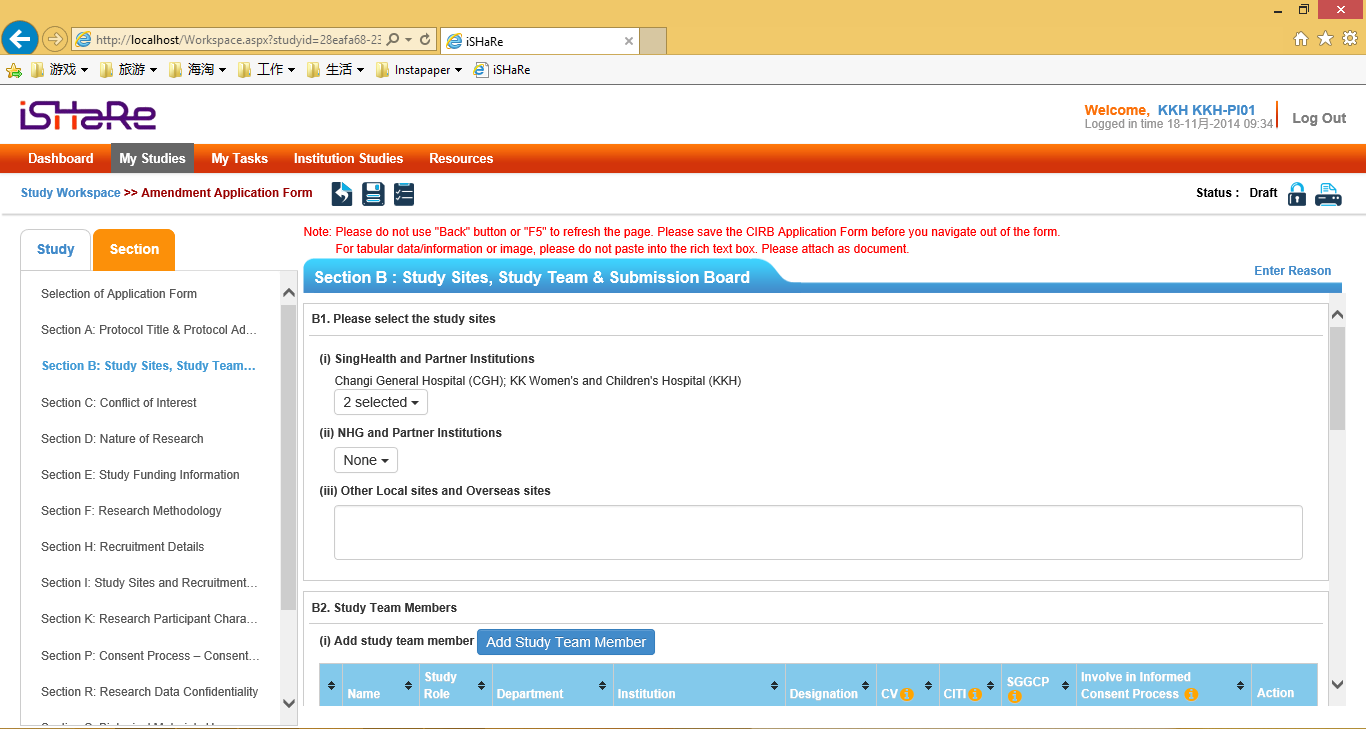 http://localhost/Workspace.aspx?studyid=28eafa68-23
iSHaRe
游戏
旅游
海淘
工作
生活
Instapaper
iSHaRe
iSHaRe
Welcome, KKH KKH-PI01
Logged in time 18-11月-2014 09:34
Log Out
Dashboard
My Studies
My Tasks
Institution Studies
Resources
Study Workspace >> Amendment Application Form
Status : Draft
Study
Section
Note: Please do not use "Back" button or "F5" to refresh the page. Please save the CIRB Application Form before you navigate out of the form.
For tabular data/information or image, please do not paste into the rich text box. Please attach as document.
Section B : Study Sites, Study Team & Submission Board
Enter Reason
Selection of Application Form
Section A: Protocol Title & Protocol Ad...
Section B: Study Sites, Study Team...
Section C: Conflict of Interest
Section D: Nature of Research
Section E: Study Funding Information
Section F: Research Methodology
Section H: Recruitment Details
Section I: Study Sites and Recruitment...
Section K: Research Participant Chara...
Section P: Consent Process – Consent...
Section R: Research Data Confidentiality
B1. Please select the study sites
(i) SingHealth and Partner Institutions
Changi General Hospital (CGH); KK Women's and Children's Hospital (KKH)
2 selected
(ii) NHG and Partner Institutions
None
(iii) Other Local sites and Overseas sites
B2. Study Team Members
(i) Add study team member
Add Study Team Member
Name
Study Role
Department
Institution
Designation
CV
CITI
SGGCP
Involve in Informed Consent Process
Action